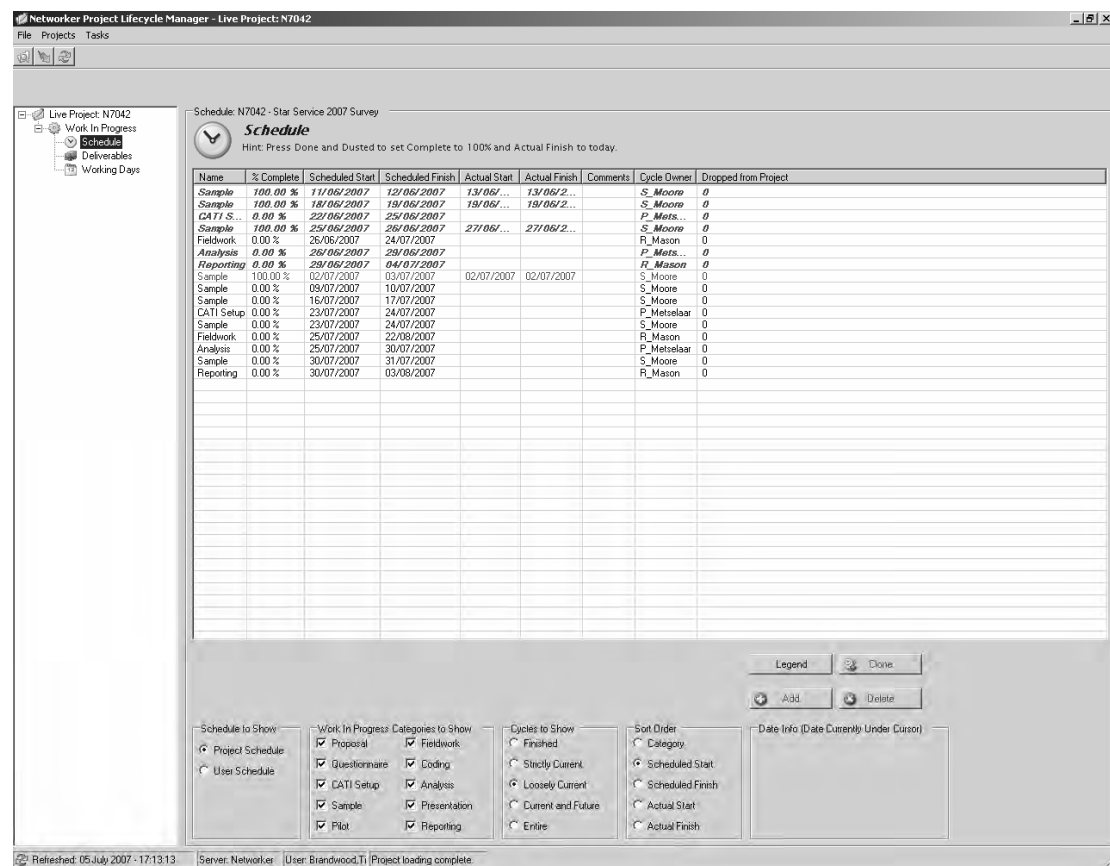 Networker Project Lifecycle Manager - Live Project: N7042
File Projects Tasks
Live Project: N7042
Work In Progress
Schedule
Deliverables
Working Days
Schedule: N7042 - Star Service 2007 Survey
Schedule
Hint: Press Done and Dusted to set Complete to 100% and Actual Finish to today.
Name % Complete Scheduled Start Scheduled Finish Actual Start Actual Finish Comments Cycle Owner Dropped from Project
Sample 100.00 % 11/06/2007 12/06/2007 13/06/... 13/06/2... S_Moore 0
Sample 100.00 % 18/06/2007 19/06/2007 19/06/... 19/06/2... S_Moore 0
CATI S... 0.00 % 22/06/2007 25/06/2007 P_Mets... 0
Sample 100.00 % 25/06/2007 26/06/2007 27/06/... 27/06/2... S_Moore 0
Fieldwork 0.00 % 26/06/2007 24/07/2007 R_Mason 0
Analysis 0.00 % 26/06/2007 29/06/2007 P_Mets... 0
Reporting 0.00 % 29/06/2007 04/07/2007 R_Mason 0
Sample 100.00 % 02/07/2007 03/07/2007 02/07/2007 02/07/2007 S_Moore 0
Sample 0.00 % 09/07/2007 10/07/2007 S_Moore 0
Sample 0.00 % 16/07/2007 17/07/2007 S_Moore 0
CATI Setup 0.00 % 23/07/2007 24/07/2007 P_Metselaar 0
Sample 0.00 % 23/07/2007 24/07/2007 S_Moore 0
Fieldwork 0.00 % 25/07/2007 22/08/2007 R_Mason 0
Analysis 0.00 % 25/07/2007 30/07/2007 P_Metselaar 0
Sample 0.00 % 30/07/2007 31/07/2007 S_Moore 0
Reporting 0.00 % 30/07/2007 03/08/2007 R_Mason 0
Legend Clone
Add Delete
Schedule to Show
Project Schedule
User Schedule
Work In Progress Categories to Show
Proposal Fieldwork
Questionnaire Coding
CATI Setup Analysis
Sample Presentation
Pilot Reporting
Cycles to Show
Finished
Strictly Current
Loosely Current
Current and Future
Entire
Sort Order
Category
Scheduled Start
Scheduled Finish
Actual Start
Actual Finish
Date Info (Date Currently Under Cursor)
Refreshed: 05 July 2007 - 17:13:13 Server: Networker User: Brandwood,Ti Project loading complete.